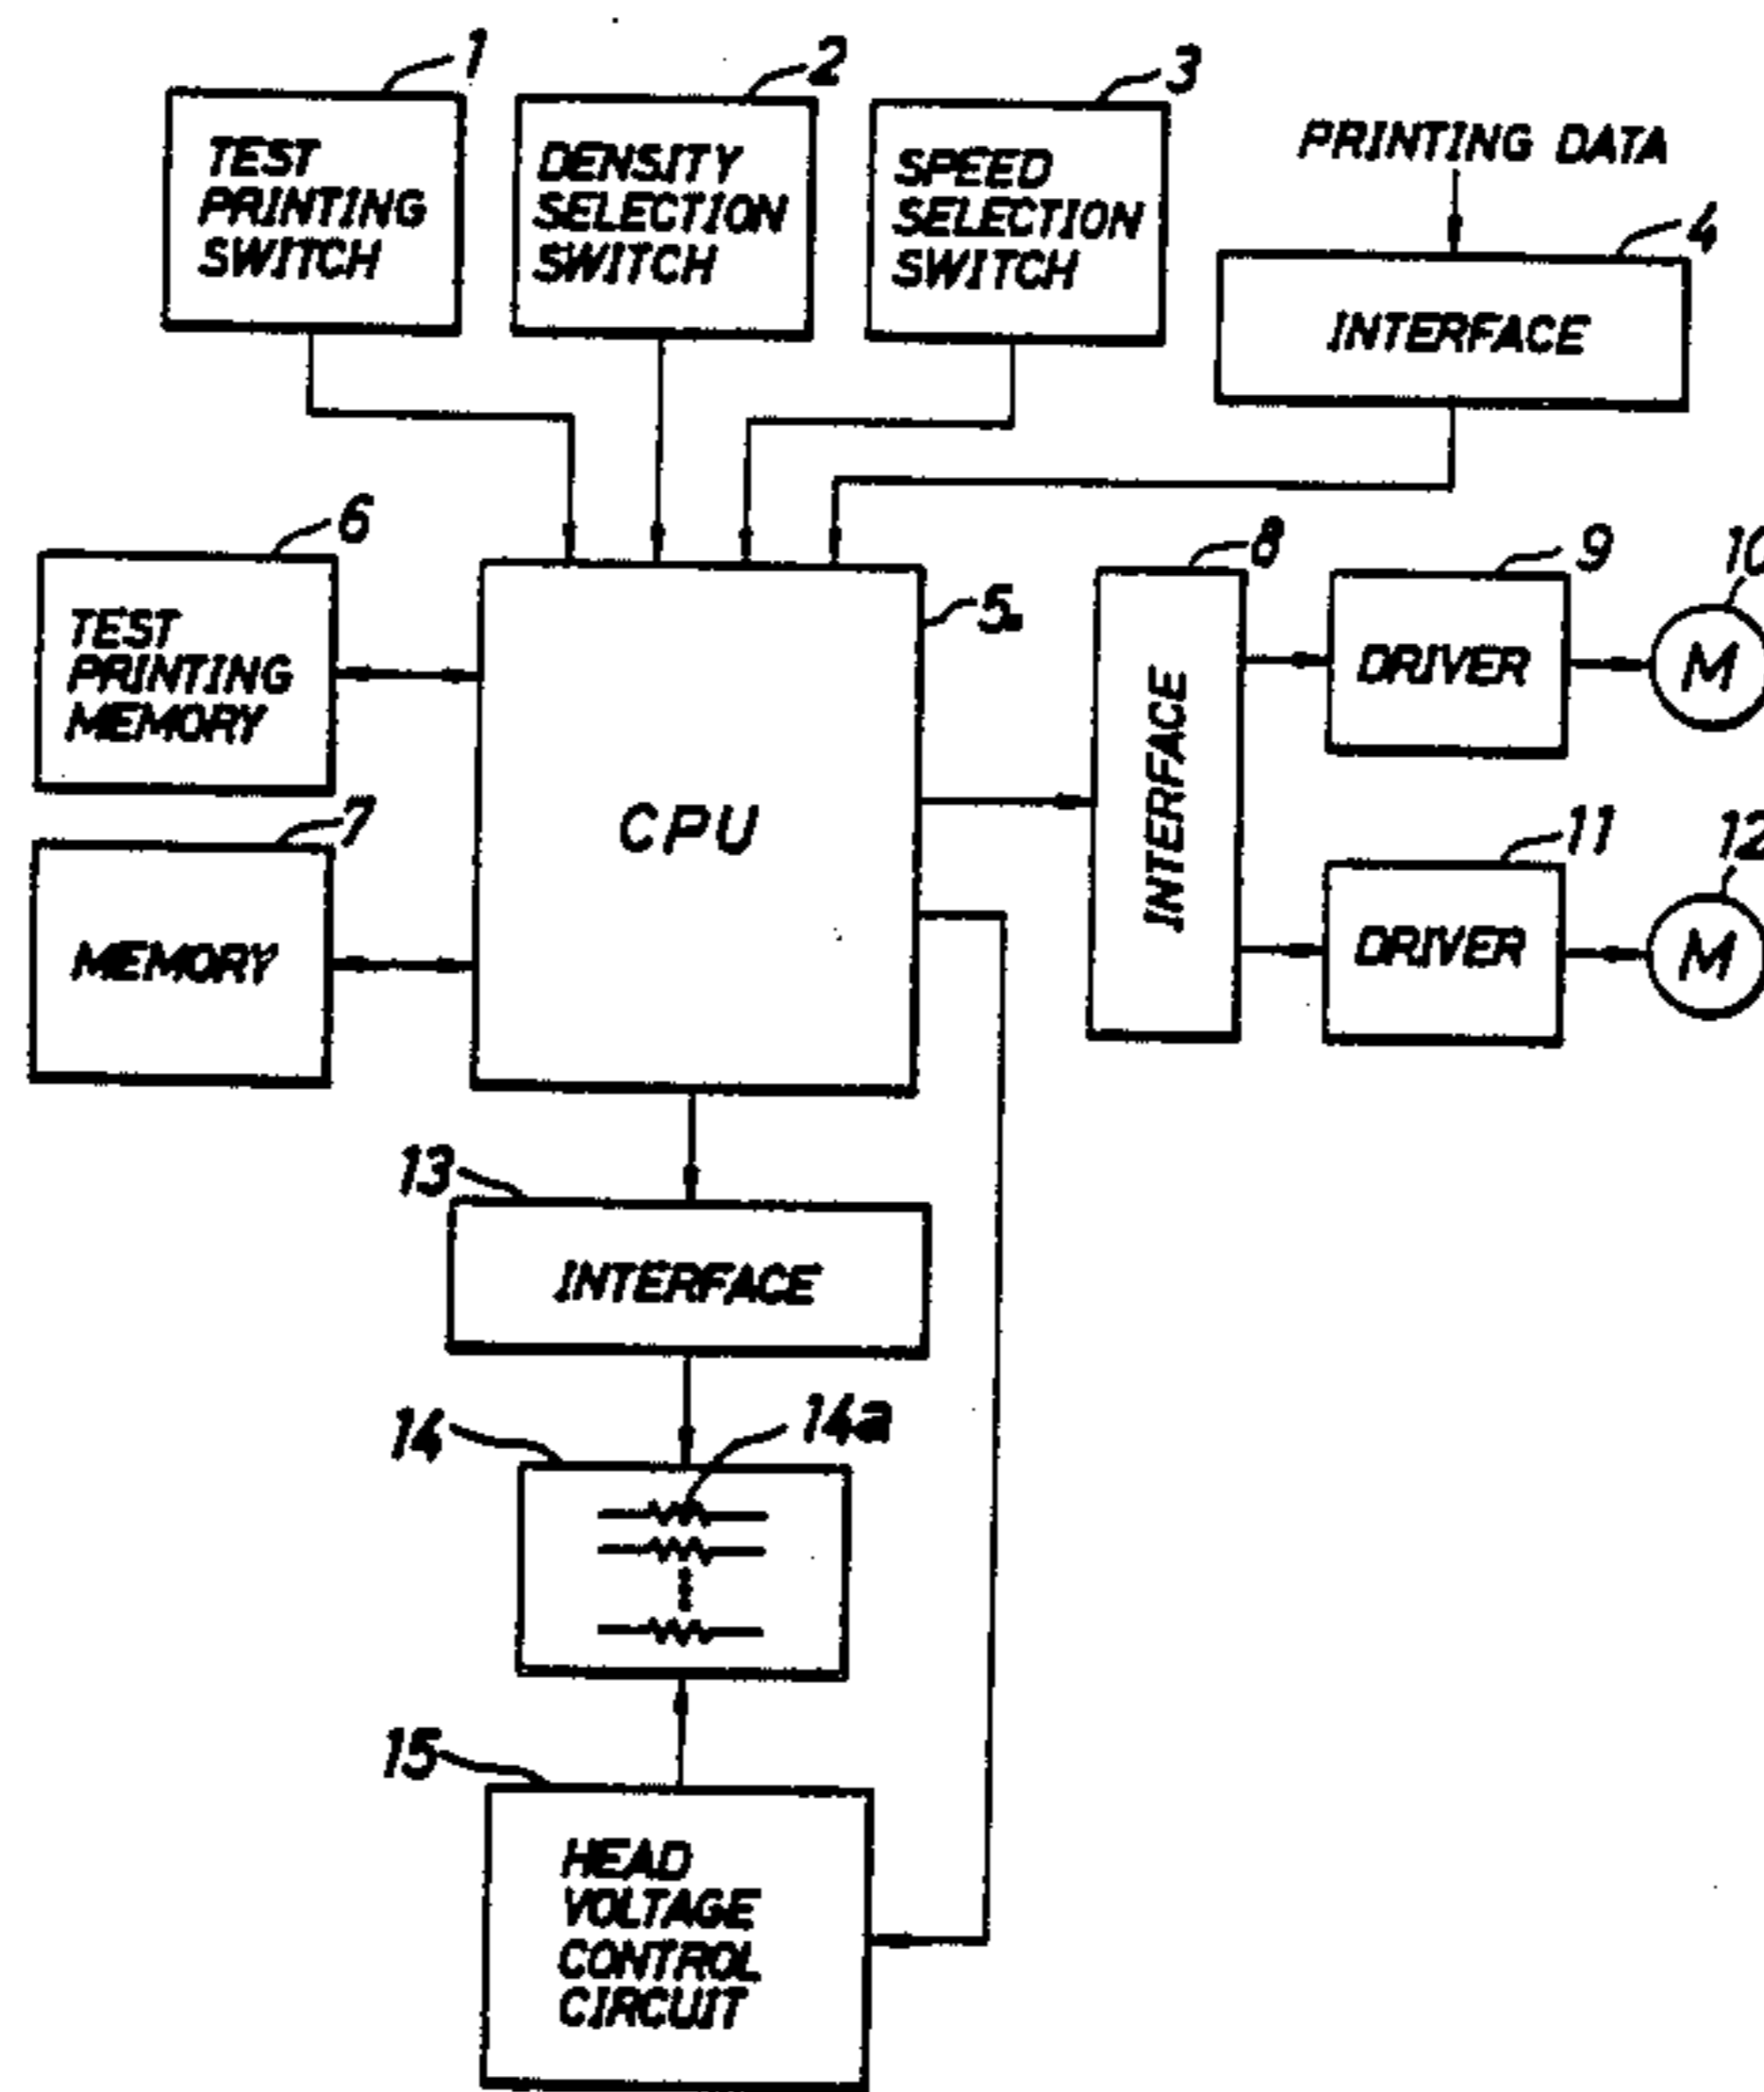 1
2
3
TEST
PRINTING
SWITCH
DENSITY
SELECTION
SWITCH
SPEED
SELECTION
SWITCH
PRINTING DATA
4
INTERFACE
6
TEST
PRINTING
MEMORY
7
MEMORY
5
CPU
8
INTERFACE
9
DRIVER
10
M
11
DRIVER
12
M
13
INTERFACE
14
14a
15
HEAD
VOLTAGE
CONTROL
CIRCUIT